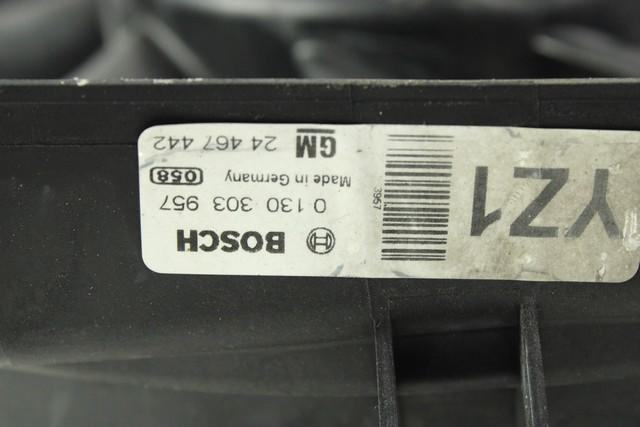 BOSCH
0 130 303 957
Made in Germany 058
GM 24 467 442
3957
YZ1